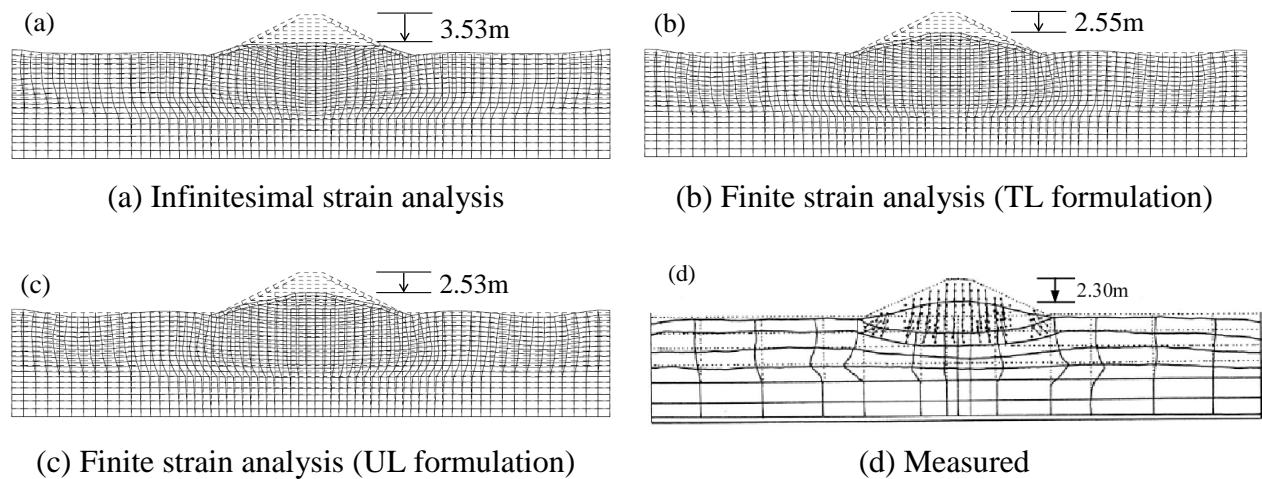 (a)
3.53m
(b)
2.55m
(a) Infinitesimal strain analysis
(b) Finite strain analysis (TL formulation)
(c)
2.53m
(d)
2.30m
(c) Finite strain analysis (UL formulation)
(d) Measured